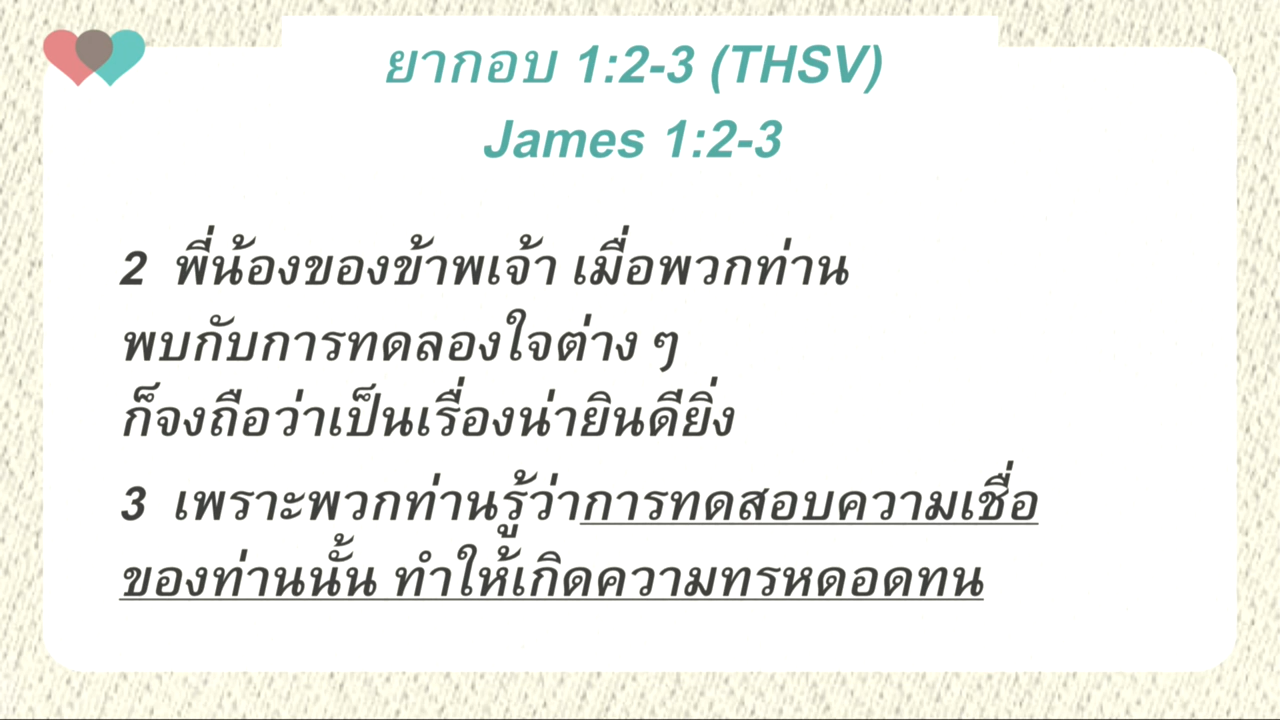 ยากอบ 1:2-3 (THSV)
James 1:2-3
2 พี่น้องของข้าพเจ้า เมื่อพวกท่าน
พบกับการทดลองใจต่าง ๆ
ก็จงถือว่าเป็นเรื่องน่ายินดียิ่ง
3 เพราะพวกท่านรู้ว่าการทดสอบความเชื่อ
ของท่านนั้น ทำให้เกิดความทรหดอดทน